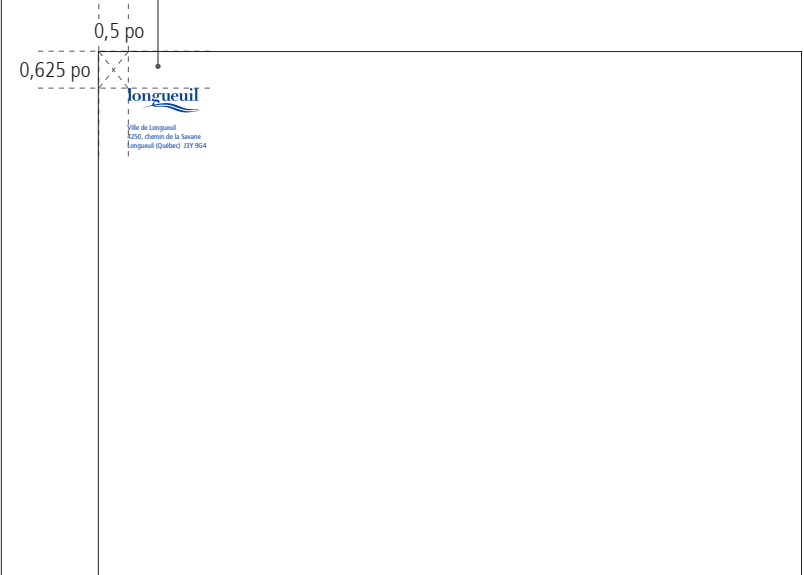 0,5 po
0,625 po
longueuil
Ville de Longueuil
4250, chemin de la Savane
Longueuil (Québec) J3Y 9G4